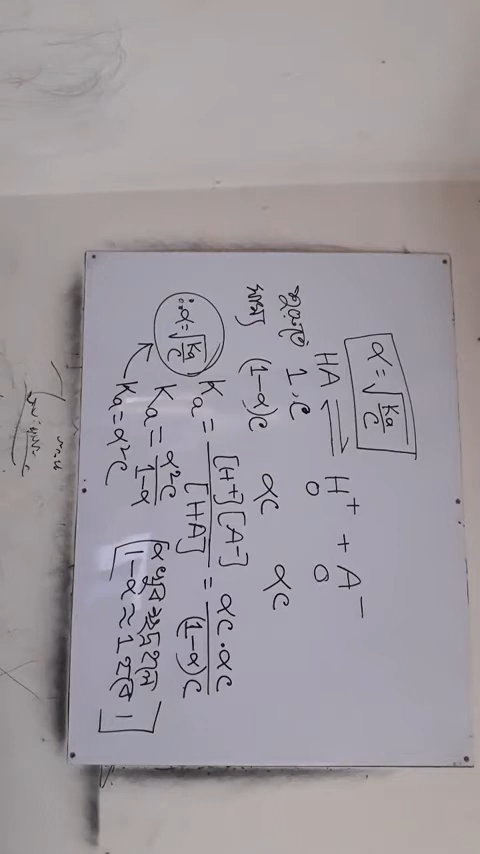 α = √(Ka/C)
HA ⇌ H⁺ + A⁻
শুরুতে 1.C 0 0
সাম্যে (1-α)C αC αC
Ka = [H⁺][A⁻]/[HA] = αC·αC/(1-α)C
Ka = α²C/1-α [α খুব ক্ষুদ্র হলে 1-α ≈ 1 হবে।]
Ka = α²C
∴ α = √(Ka/C)